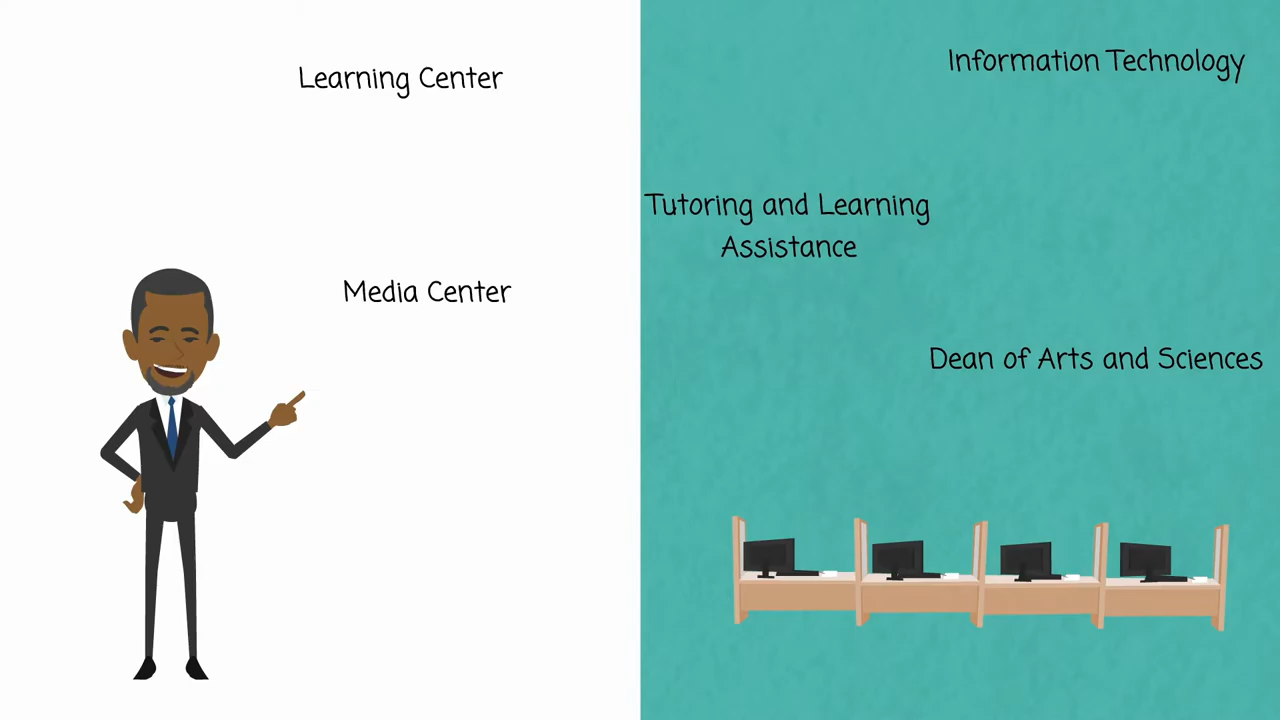 Learning Center
Media Center
Information Technology
Tutoring and Learning
Assistance
Dean of Arts and Sciences